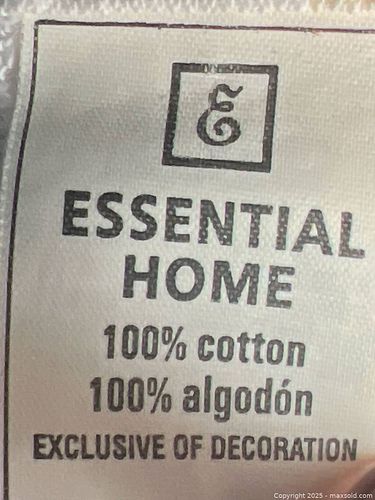 E
ESSENTIAL
HOME
100% cotton
100% algodón
EXCLUSIVE OF DECORATION
Copyright 2025 - maxsold.com